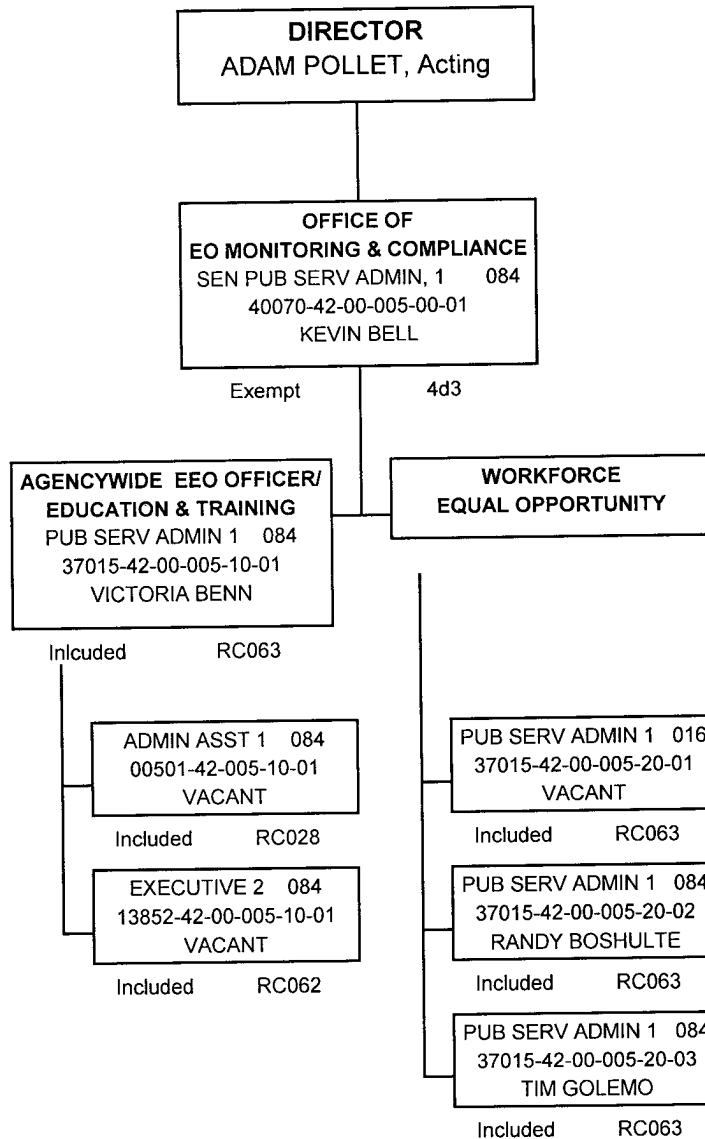 DIRECTOR
ADAM POLLET, Acting
OFFICE OF
EO MONITORING & COMPLIANCE
SEN PUB SERV ADMIN, 1 084
40070-42-00-005-00-01
KEVIN BELL
Exempt 4d3
AGENCYWIDE EEO OFFICER/
EDUCATION & TRAINING
PUB SERV ADMIN 1 084
37015-42-00-005-10-01
VICTORIA BENN
Inlcuded RC063
ADMIN ASST 1 084
00501-42-005-10-01
VACANT
Included RC028
EXECUTIVE 2 084
13852-42-00-005-10-01
VACANT
Included RC062
WORKFORCE
EQUAL OPPORTUNITY
PUB SERV ADMIN 1 016
37015-42-00-005-20-01
VACANT
Included RC063
PUB SERV ADMIN 1 084
37015-42-00-005-20-02
RANDY BOSHULTE
Included RC063
PUB SERV ADMIN 1 084
37015-42-00-005-20-03
TIM GOLEMO
Included RC063